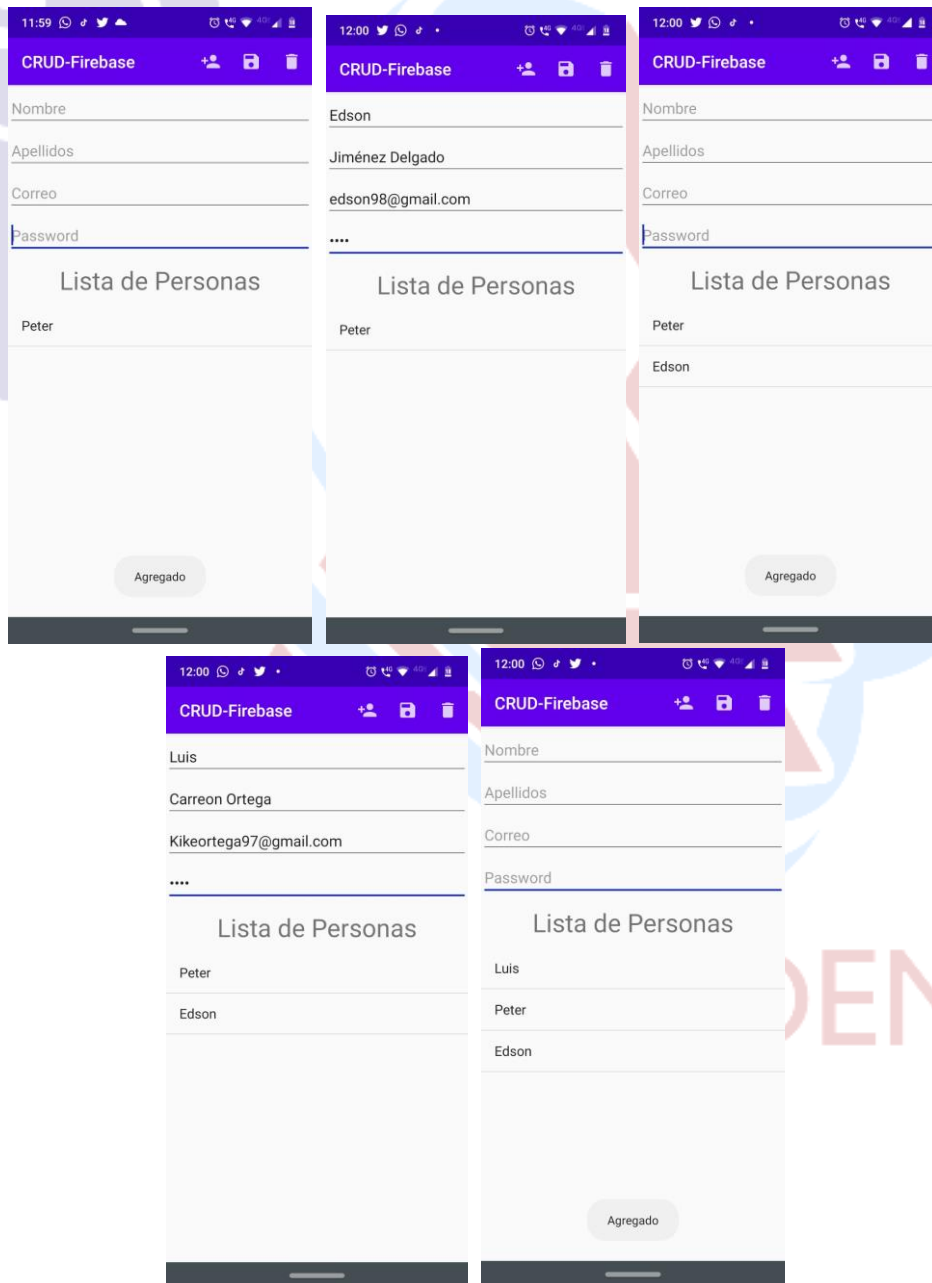 11:59
CRUD-Firebase
Nombre
Apellidos
Correo
Password
Lista de Personas
Peter
Agregado
12:00
CRUD-Firebase
Edson
Jiménez Delgado
edson98@gmail.com
••••
Lista de Personas
Peter
12:00
CRUD-Firebase
Nombre
Apellidos
Correo
Password
Lista de Personas
Peter
Edson
Agregado
12:00
CRUD-Firebase
Luis
Carreon Ortega
Kikeortega97@gmail.com
••••
Lista de Personas
Peter
Edson
12:00
CRUD-Firebase
Nombre
Apellidos
Correo
Password
Lista de Personas
Luis
Peter
Edson
Agregado